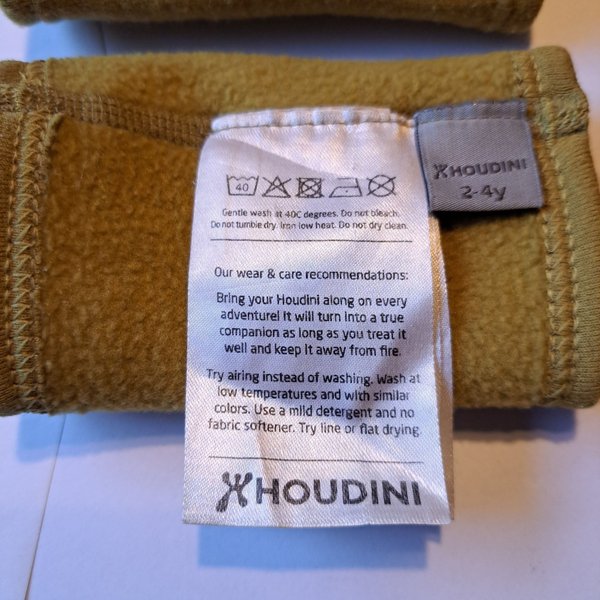 40
Gentle wash at 40C degrees. Do not bleach.
Do not tumble dry. Iron low heat. Do not dry clean.
Our wear & care recommendations:
Bring your Houdini along on every
adventure! It will turn into a true
companion as long as you treat it
well and keep it away from fire.
Try airing instead of washing. Wash at
low temperatures and with similar
colors. Use a mild detergent and no
fabric softener. Try line or flat drying.
HOUDINI
HOUDINI
2-4y